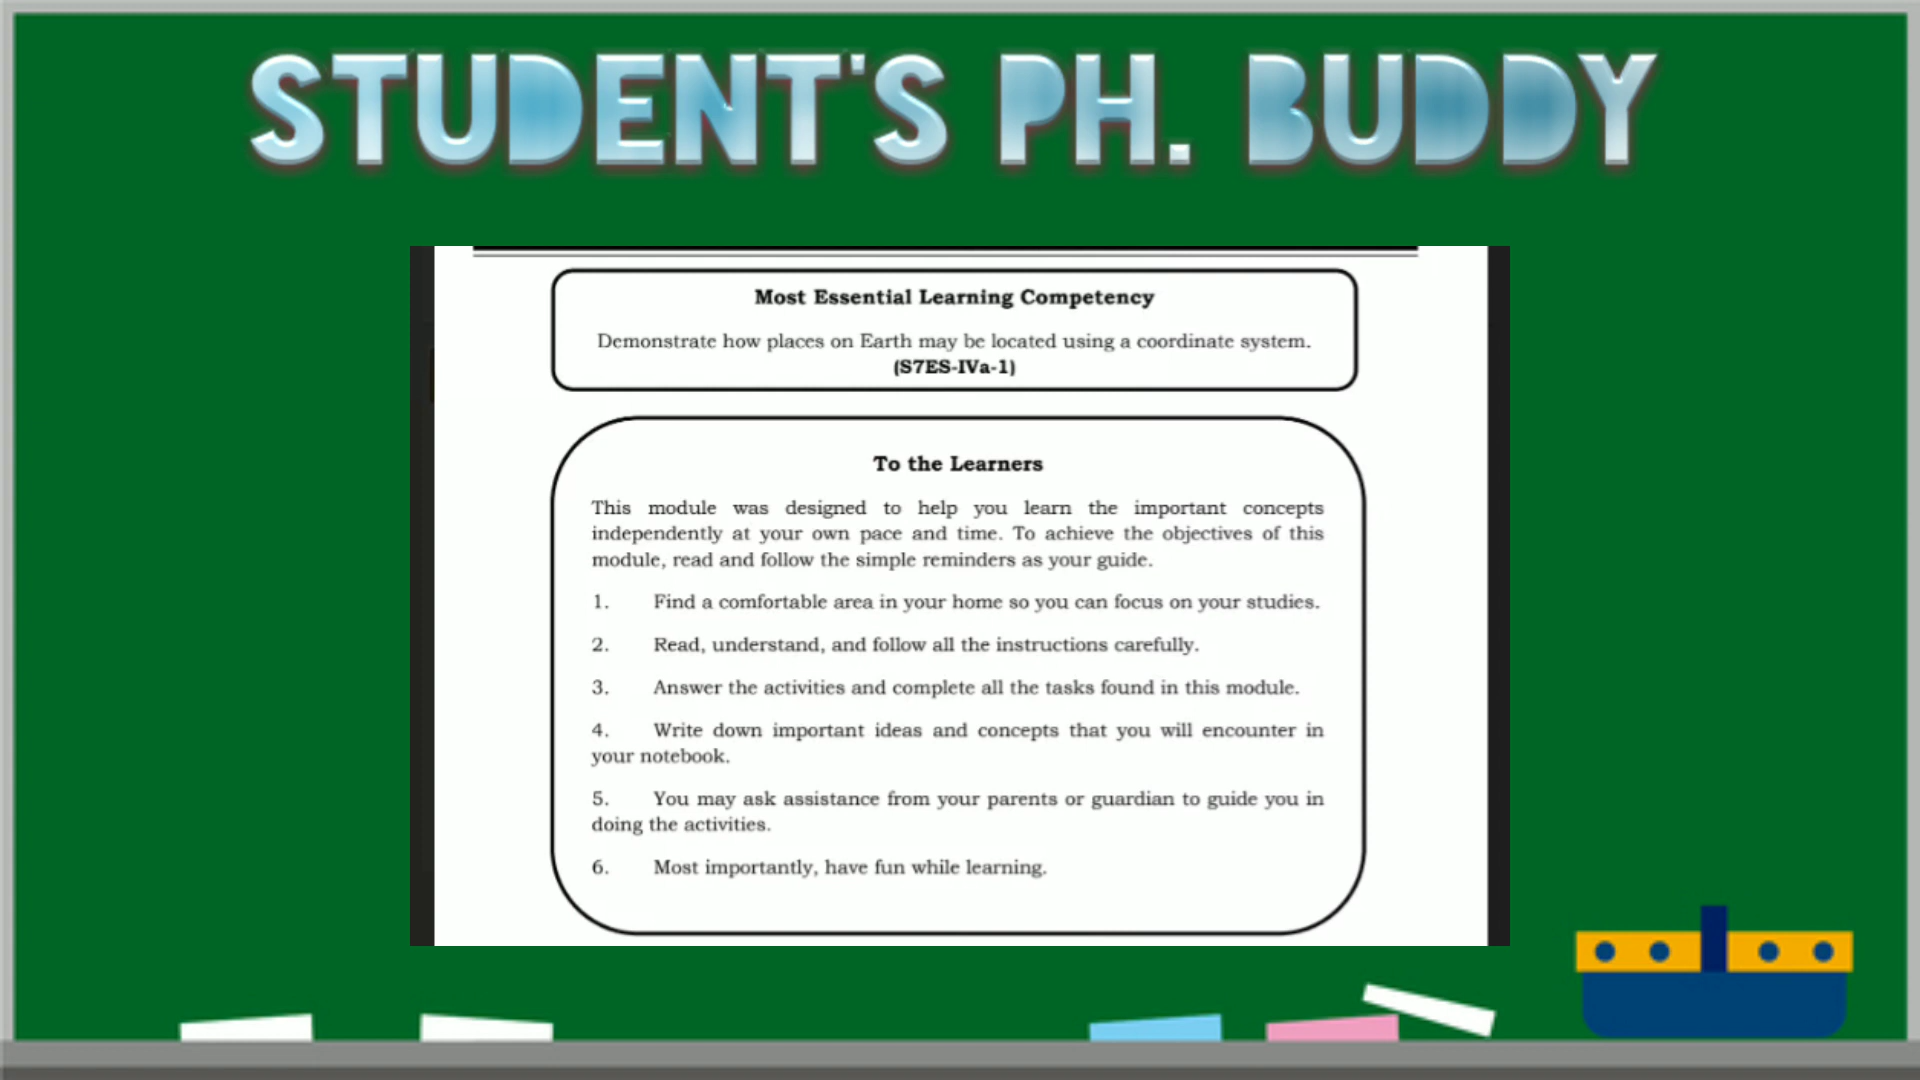 STUDENT'S PH. BUDDY
Most Essential Learning Competency
Demonstrate how places on Earth may be located using a coordinate system.
(S7ES-IVa-1)
To the Learners
This module was designed to help you learn the important concepts
independently at your own pace and time. To achieve the objectives of this
module, read and follow the simple reminders as your guide.
1. Find a comfortable area in your home so you can focus on your studies.
2. Read, understand, and follow all the instructions carefully.
3. Answer the activities and complete all the tasks found in this module.
4. Write down important ideas and concepts that you will encounter in
your notebook.
5. You may ask assistance from your parents or guardian to guide you in
doing the activities.
6. Most importantly, have fun while learning.